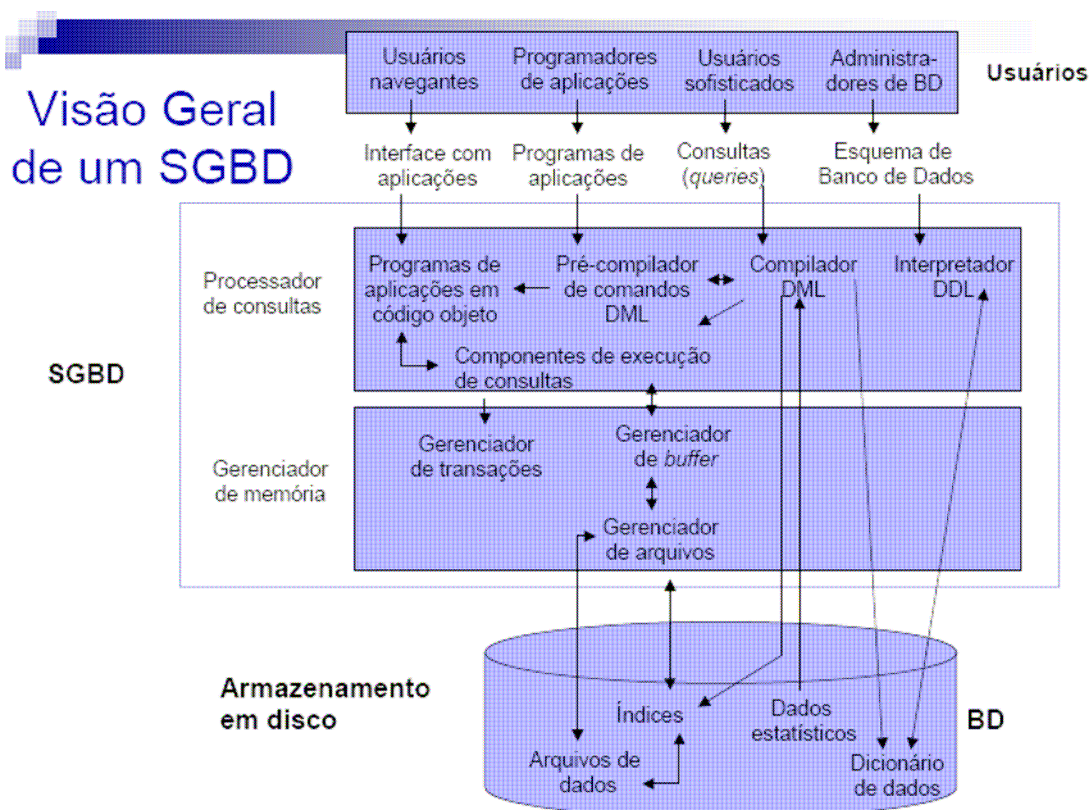 Visão Geral
de um SGBD
Usuários
navegantes
Programadores
de aplicações
Usuários
sofisticados
Administra-
dores de BD
Usuários
Interface com
aplicações
Programas de
aplicações
Consultas
(queries)
Esquema de
Banco de Dados
SGBD
Processador
de consultas
Programas de
aplicações em
código objeto
Pré-compilador
de comandos
DML
Compilador
DML
Interpretador
DDL
Componentes de execução
de consultas
Gerenciador
de memória
Gerenciador
de transações
Gerenciador
de buffer
Gerenciador
de arquivos
Armazenamento
em disco
Índices
Dados
estatísticos
BD
Arquivos de
dados
Dicionário
de dados